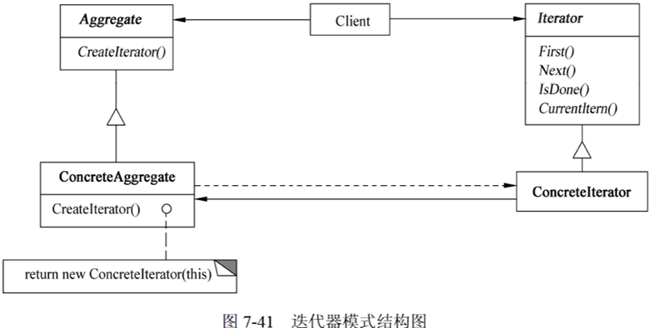 Aggregate
CreateIterator()
Client
Iterator
First()
Next()
IsDone()
CurrentItern()
ConcreteAggregate
CreateIterator()
ConcreteIterator
return new ConcreteIterator(this)
图 7-41 迭代器模式结构图